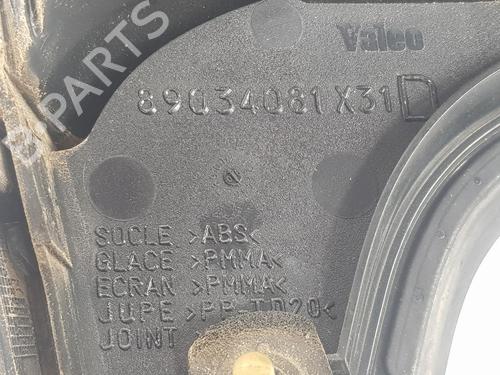 PARTS
Valeo
89034081 X31 D
SOCLE >ABS<
GLACE >PMMA<
ECRAN >PMMA<
JUPE >PP-TD20<
JOINT